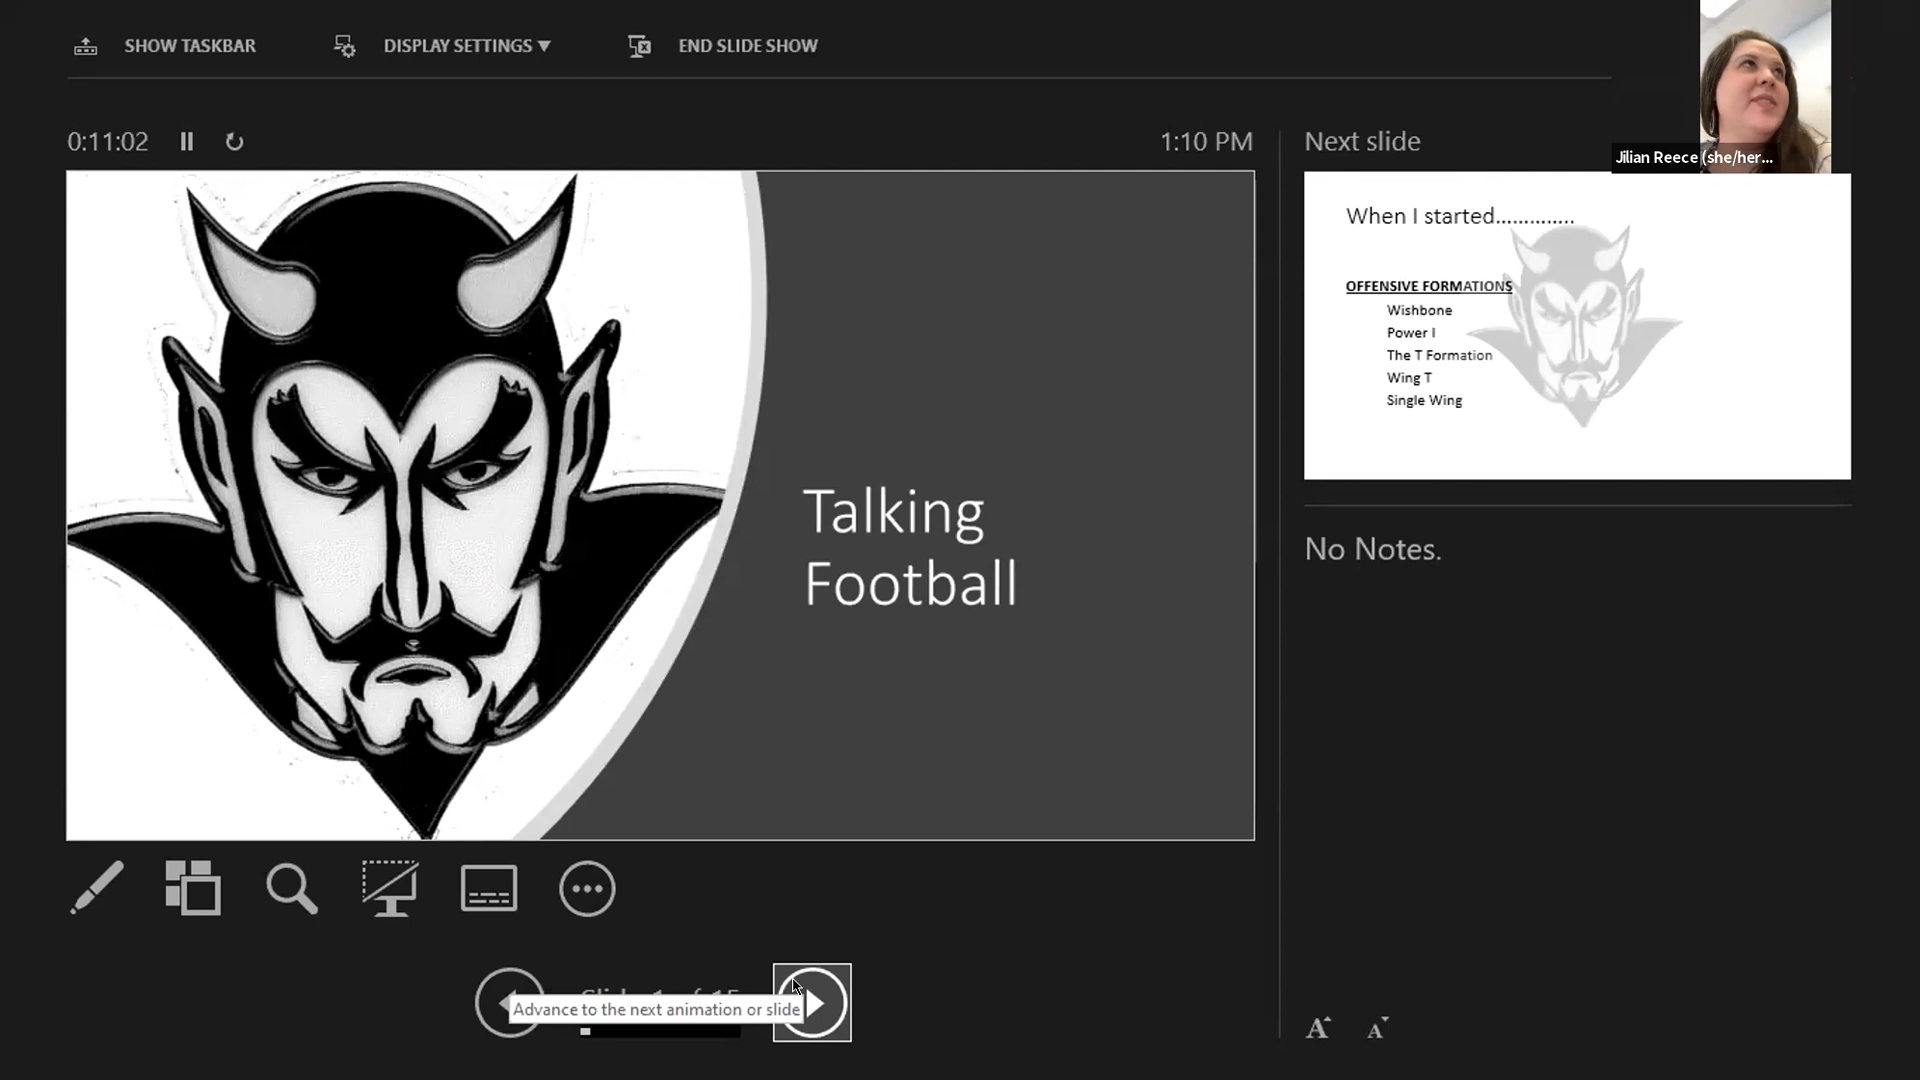 SHOW TASKBAR
DISPLAY SETTINGS ▼
END SLIDE SHOW
Jilian Reece (she/her...
0:11:02
1:10 PM
Next slide
Talking
Football
When I started..............
OFFENSIVE FORMATIONS
Wishbone
Power I
The T Formation
Wing T
Single Wing
No Notes.
Advance to the next animation or slide
A A